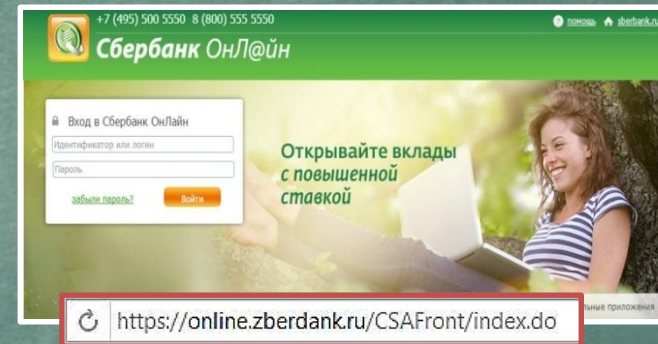 +7 (495) 500 5550 8 (800) 555 5550
помощь sberbank.ru
Сбербанк ОнЛ@йн
Вход в Сбербанк ОнЛайн
Идентификатор или логин
Пароль
забыли пароль?
Войти
Открывайте вклады
с повышенной
ставкой
приложения
https://online.zberdank.ru/CSAFront/index.do